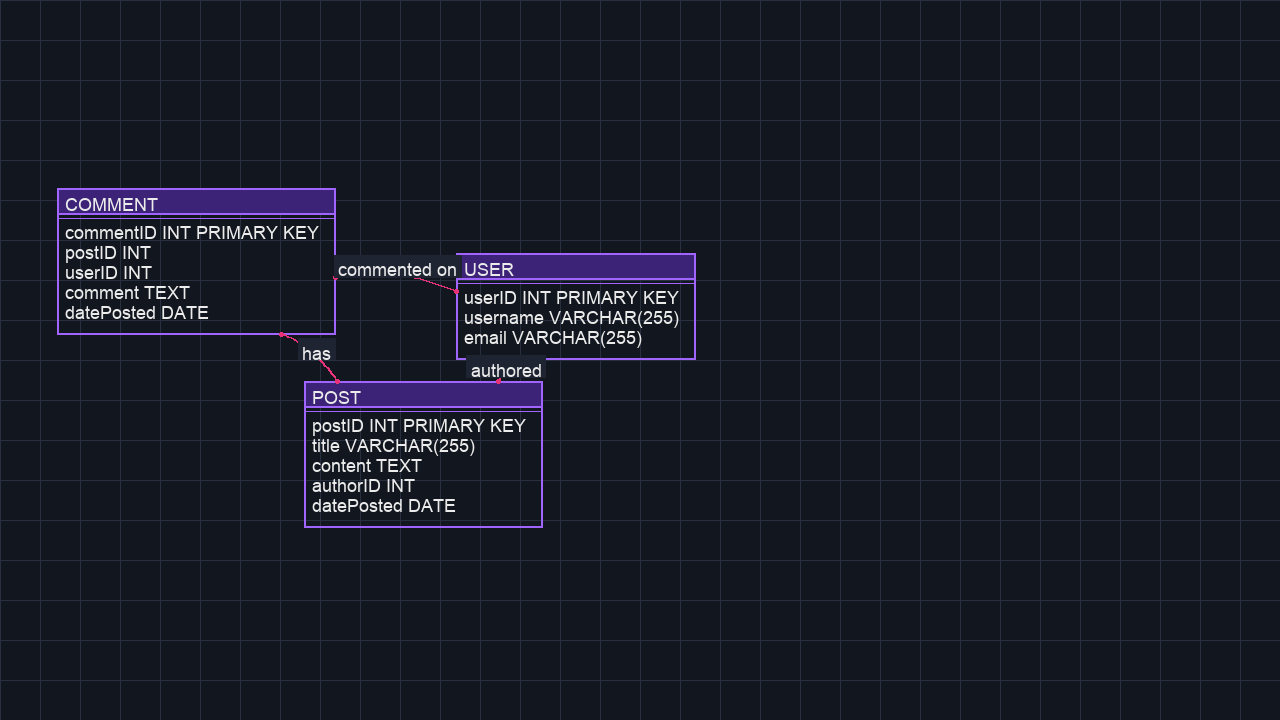 COMMENT
commentID INT PRIMARY KEY
postID INT
userID INT
comment TEXT
datePosted DATE
commented on
USER
userID INT PRIMARY KEY
username VARCHAR(255)
email VARCHAR(255)
has
authored
POST
postID INT PRIMARY KEY
title VARCHAR(255)
content TEXT
authorID INT
datePosted DATE